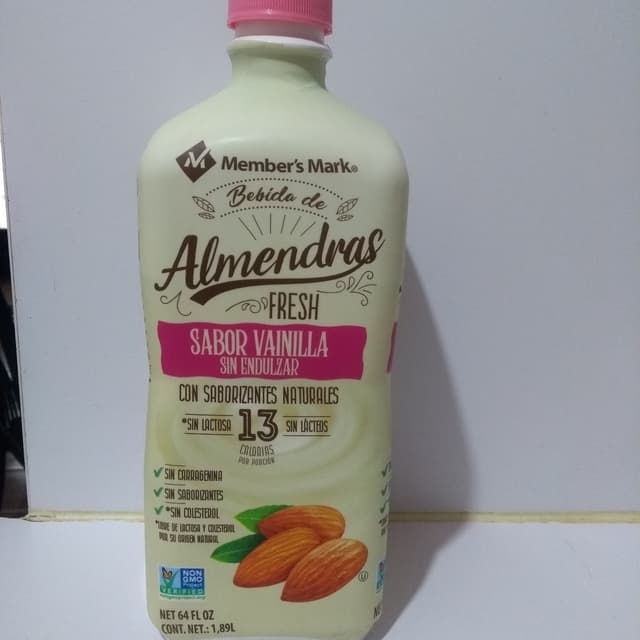 Member's Mark®
Bebida de
Almendras
FRESH
SABOR VAINILLA
SIN ENDULZAR
CON SABORIZANTES NATURALES
*SIN LACTOSA 13 SIN LÁCTEOS
CALORÍAS
POR PORCIÓN
SIN CARRAGENINA
SIN SABORIZANTES
*SIN COLESTEROL
*LIBRE DE LACTOSA Y COLESTEROL
POR SU ORIGEN NATURAL
NON
GMO
Project
VERIFIED
nongmoproject.org
NET 64 FL OZ
CONT. NET.: 1,89L